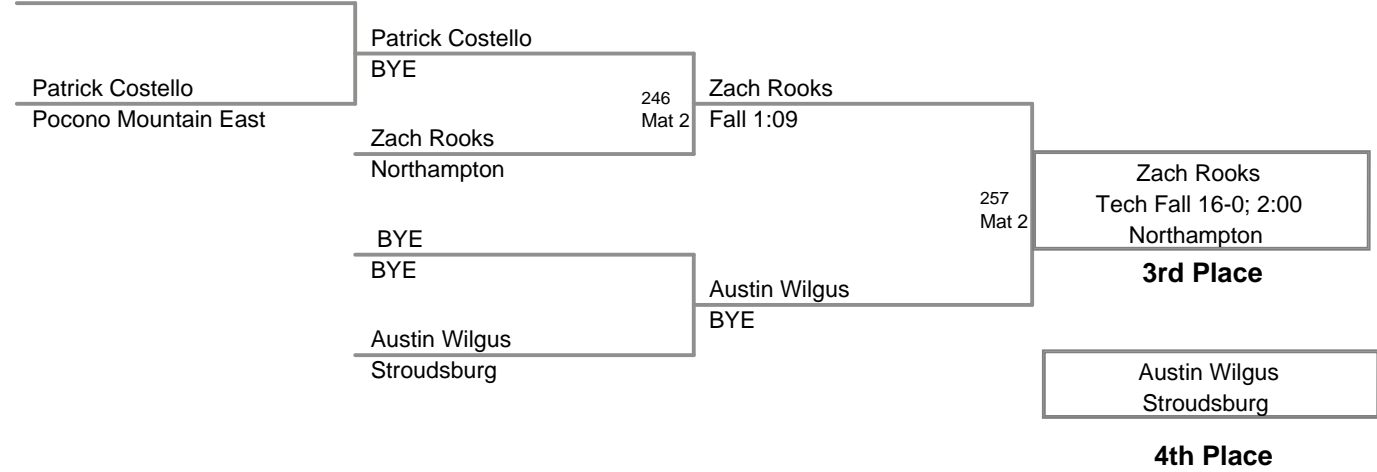 Patrick Costello
BYE
Patrick Costello
Pocono Mountain East
246
Mat 2
Zach Rooks
Fall 1:09
Zach Rooks
Northampton
Zach Rooks
Tech Fall 16-0; 2:00
Northampton
257
Mat 2
BYE
BYE
3rd Place
Austin Wilgus
BYE
Austin Wilgus
Stroudsburg
Austin Wilgus
Stroudsburg
4th Place